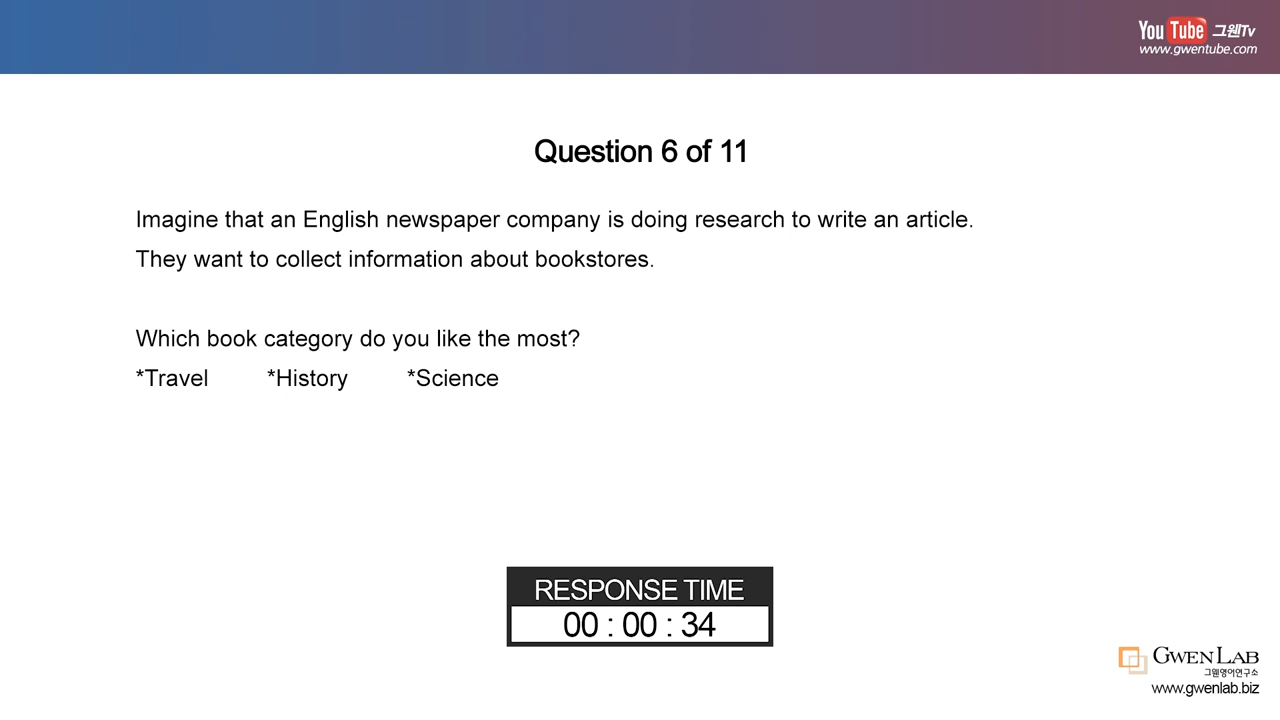 You Tube 그웬Tv
www.gwentube.com
Question 6 of 11
Imagine that an English newspaper company is doing research to write an article.
They want to collect information about bookstores.
Which book category do you like the most?
*Travel *History *Science
RESPONSE TIME
00 : 00 : 34
GWEN LAB
그웬영어연구소
www.gwenlab.biz